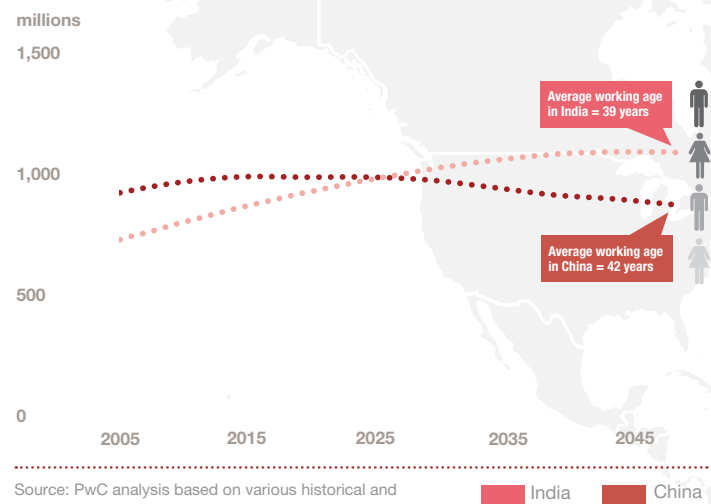 millions
1,500
Average working age
in India = 39 years
1,000
Average working age
in China = 42 years
500
0
2005 2015 2025 2035 2045
Source: PwC analysis based on various historical and
India China